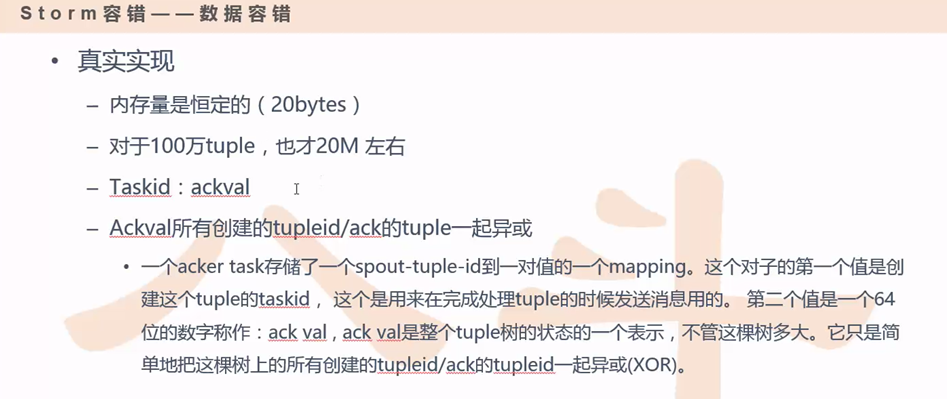 Storm容错——数据容错
• 真实实现
– 内存量是恒定的（20bytes）
– 对于100万tuple，也才20M 左右
– Taskid：ackval
– Ackval所有创建的tupleid/ack的tuple一起异或
• 一个acker task存储了一个spout-tuple-id到一对值的一个mapping。这个对子的第一个值是创
建这个tuple的taskid， 这个是用来在完成处理tuple的时候发送消息用的。 第二个值是一个64
位的数字称作：ack val，ack val是整个tuple树的状态的一个表示，不管这棵树多大。它只是简
单地把这棵树上的所有创建的tupleid/ack的tupleid一起异或(XOR)。
八斗